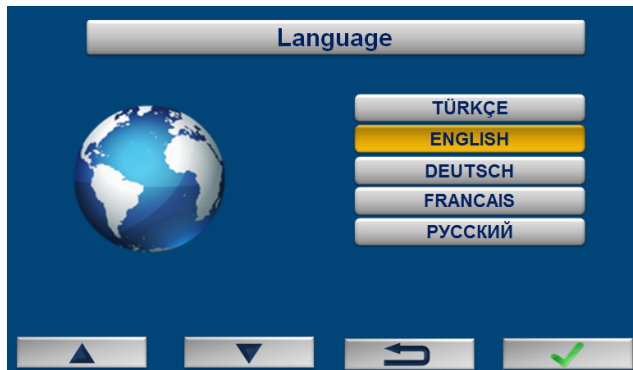 Language
TÜRKÇE
ENGLISH
DEUTSCH
FRANCAIS
РУССКИЙ